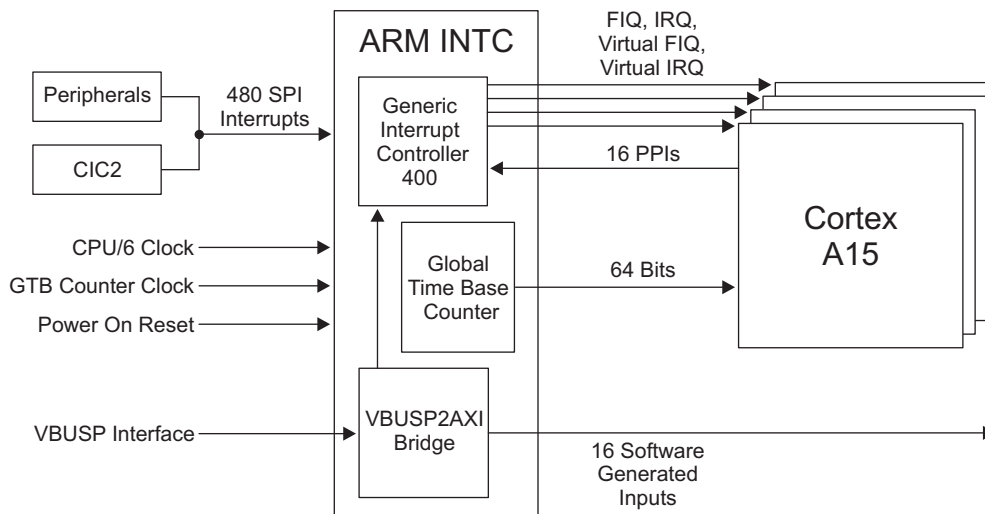 ARM INTC
FIQ, IRQ,
Virtual FIQ,
Virtual IRQ
Peripherals
CIC2
480 SPI
Interrupts
Generic
Interrupt
Controller
400
16 PPIs
Cortex
A15
CPU/6 Clock
GTB Counter Clock
Power On Reset
Global
Time Base
Counter
64 Bits
VBUSP Interface
VBUSP2AXI
Bridge
16 Software
Generated
Inputs